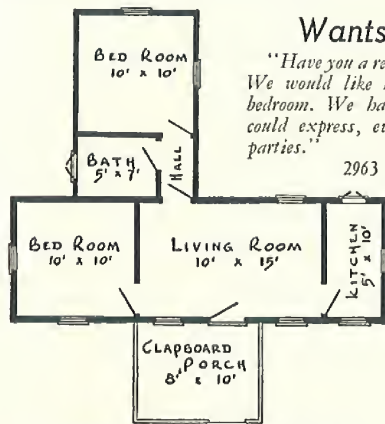 Wants
"Have you a re
We would like
bedroom. We ha
could express, e
parties."
2963
BED ROOM
10' x 10'
BATH
5' x 7'
HALL
BED ROOM
10' x 10'
LIVING ROOM
10' x 15'
KITCHEN
5' x 10'
CLAPBOARD
PORCH
8' x 10'